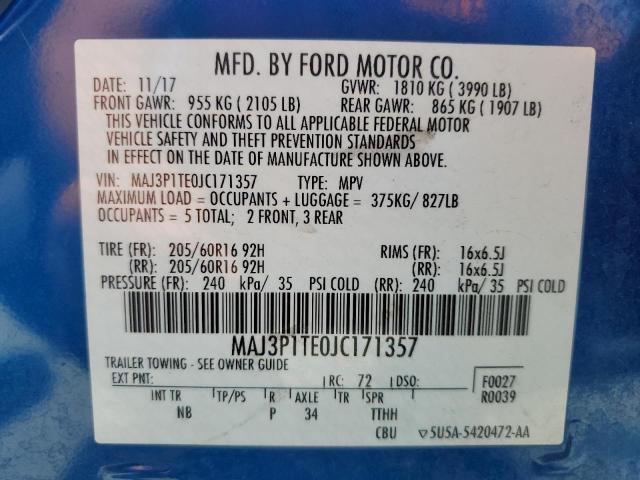 MFD. BY FORD MOTOR CO.
DATE: 11/17 GVWR: 1810 KG ( 3990 LB)
FRONT GAWR: 955 KG ( 2105 LB) REAR GAWR: 865 KG ( 1907 LB)
THIS VEHICLE CONFORMS TO ALL APPLICABLE FEDERAL MOTOR
VEHICLE SAFETY AND THEFT PREVENTION STANDARDS
IN EFFECT ON THE DATE OF MANUFACTURE SHOWN ABOVE.
VIN: MAJ3P1TE0JC171357 TYPE: MPV
MAXIMUM LOAD = OCCUPANTS + LUGGAGE = 375KG/ 827LB
OCCUPANTS = 5 TOTAL; 2 FRONT, 3 REAR
TIRE (FR): 205/60R16 92H RIMS (FR): 16x6.5J
(RR): 205/60R16 92H (RR): 16x6.5J
PRESSURE (FR): 240 kPa/ 35 PSI COLD (RR): 240 kPa/ 35 PSI COLD
MAJ3P1TE0JC171357
TRAILER TOWING - SEE OWNER GUIDE
EXT PNT: RC: 72 DSO: F0027
R0039
INT TR TP/PS R AXLE TR SPR
NB P 34 TTHH
CBU 5U5A-5420472-AA